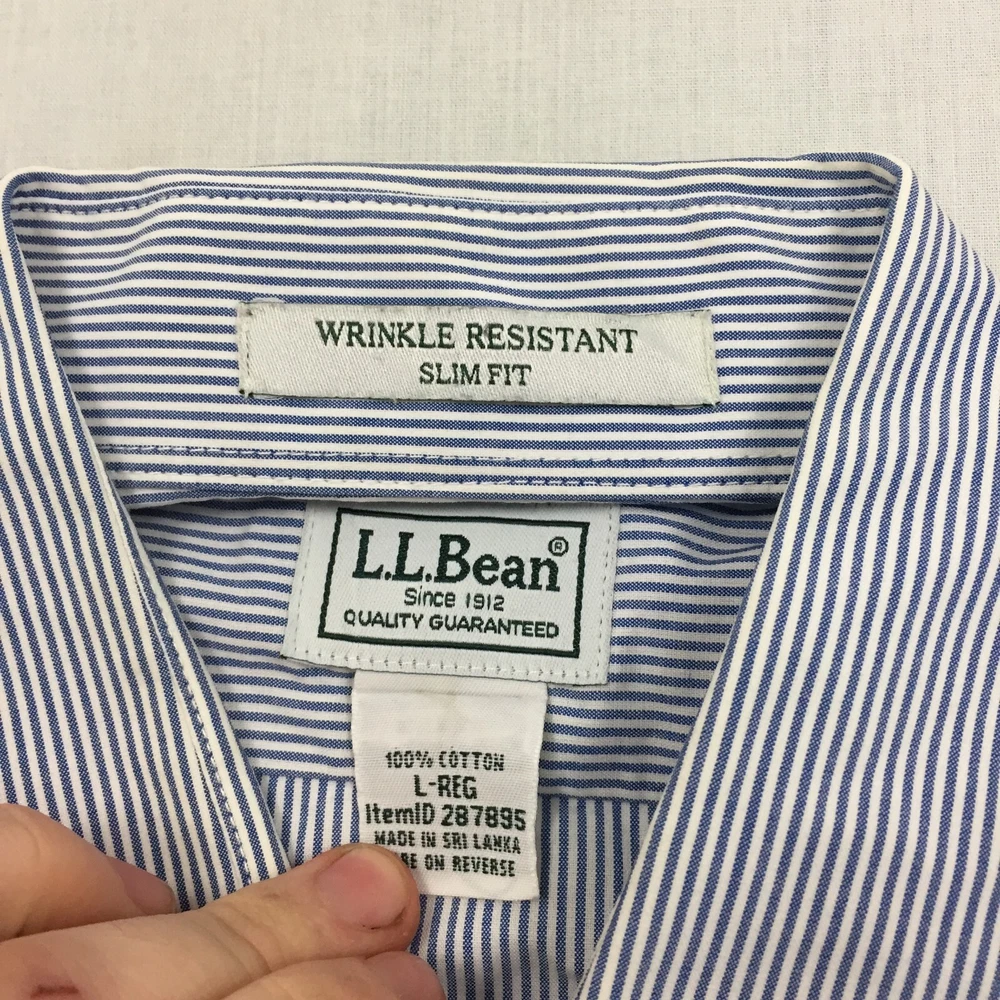 WRINKLE RESISTANT
SLIM FIT
L.L.Bean®
Since 1912
QUALITY GUARANTEED
100% COTTON
L-REG
ItemID 287895
MADE IN SRI LANKA
RE ON REVERSE